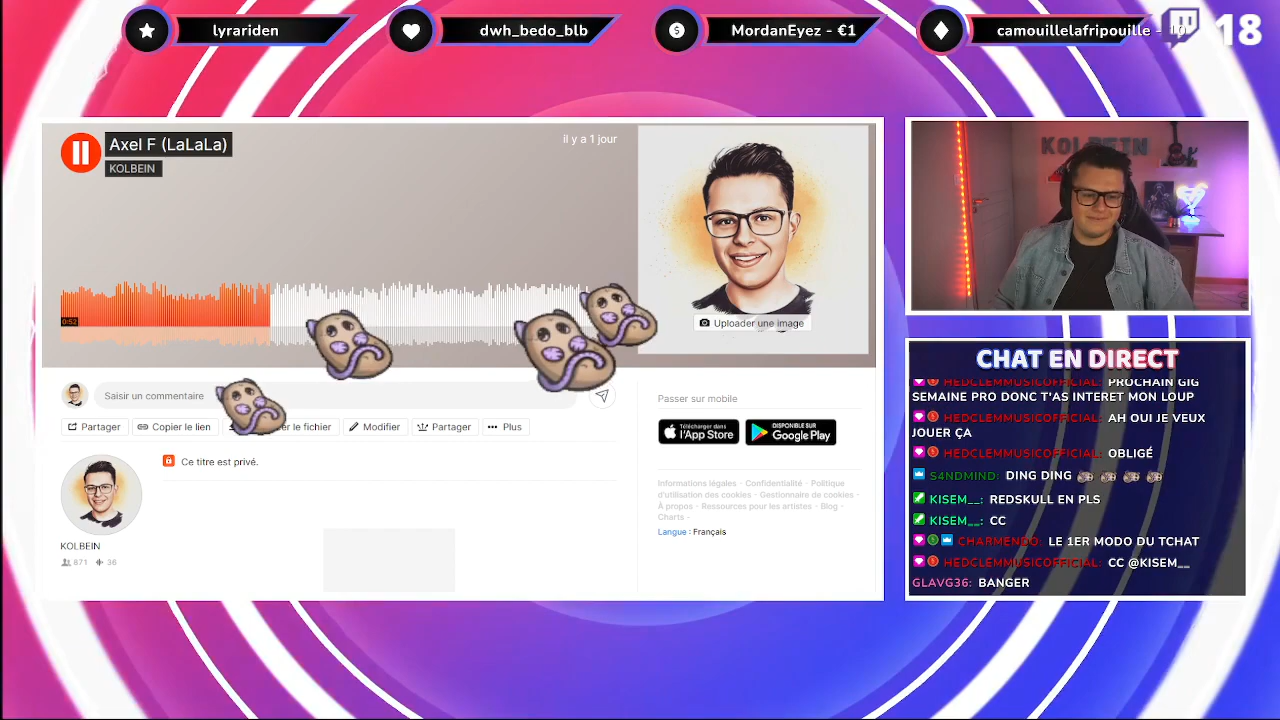 lyrariden
dwh_bedo_blb
MordanEyez - €1
camouillelafripouille -
18
Axel F (LaLaLa)
KOLBEIN
il y a 1 jour
0:52
Uploader une image
KOLBEIN
Saisir un commentaire
Partager
Copier le lien
le fichier
Modifier
Partager
Plus
Ce titre est privé.
KOLBEIN
871
36
Passer sur mobile
Télécharger dans
l'App Store
DISPONIBLE SUR
Google Play
Informations légales - Confidentialité - Politique
d'utilisation des cookies - Gestionnaire de cookies -
À propos - Ressources pour les artistes - Blog -
Charts -
Langue : Français
CHAT EN DIRECT
HEDCLEMMUSICOFFICIAL: PROCHAIN GIG
SEMAINE PRO DONC T'AS INTERET MON LOUP
HEDCLEMMUSICOFFICIAL: AH OUI JE VEUX
JOUER ÇA
HEDCLEMMUSICOFFICIAL: OBLIGÉ
S4NDMIND: DING DING
KISEM__: REDSKULL EN PLS
KISEM__: CC
CHARMENDO: LE 1ER MODO DU TCHAT
HEDCLEMMUSICOFFICIAL: CC @KISEM__
GLAVG36: BANGER